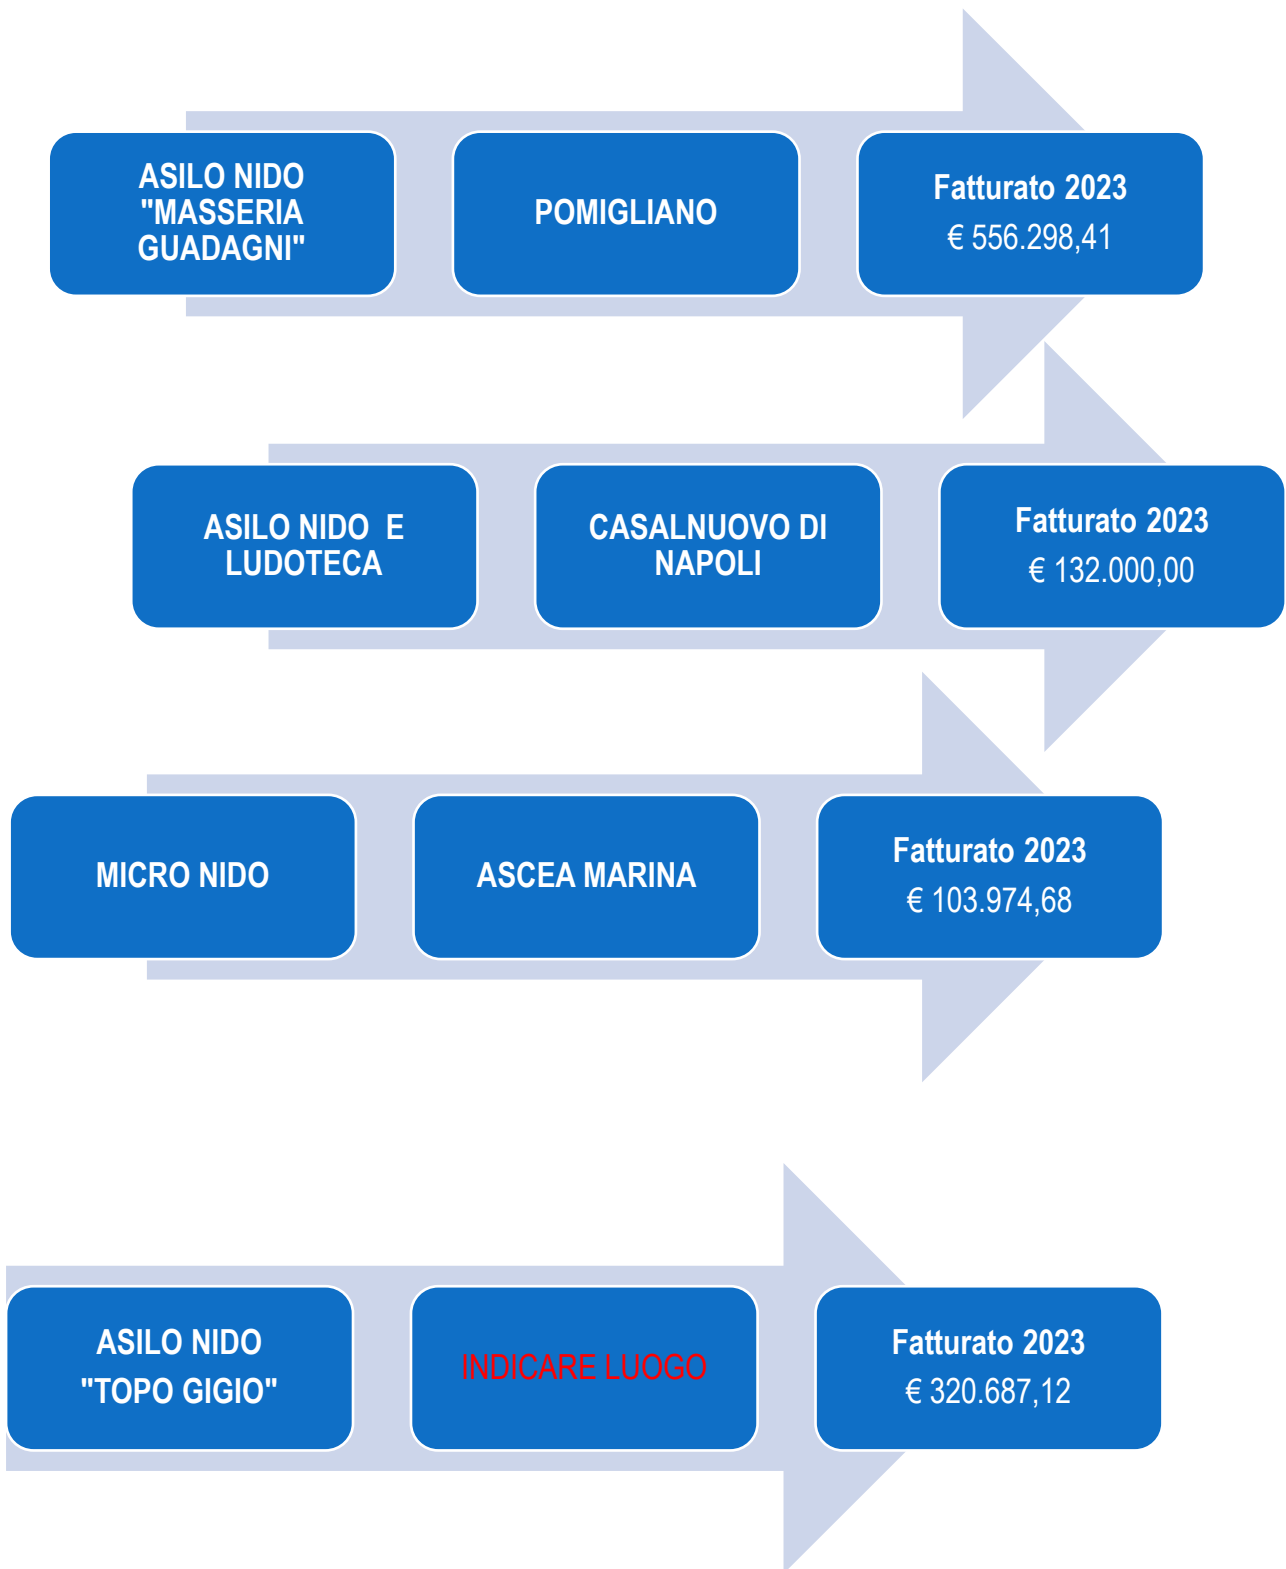 ASILO NIDO
"MASSERIA
GUADAGNI"
POMIGLIANO
Fatturato 2023
€ 556.298,41
ASILO NIDO  E
LUDOTECA
CASALNUOVO DI
NAPOLI
Fatturato 2023
€ 132.000,00
MICRO NIDO
ASCEA MARINA
Fatturato 2023
€ 103.974,68
ASILO NIDO
"TOPO GIGIO"
INDICARE LUOGO
Fatturato 2023
€ 320.687,12